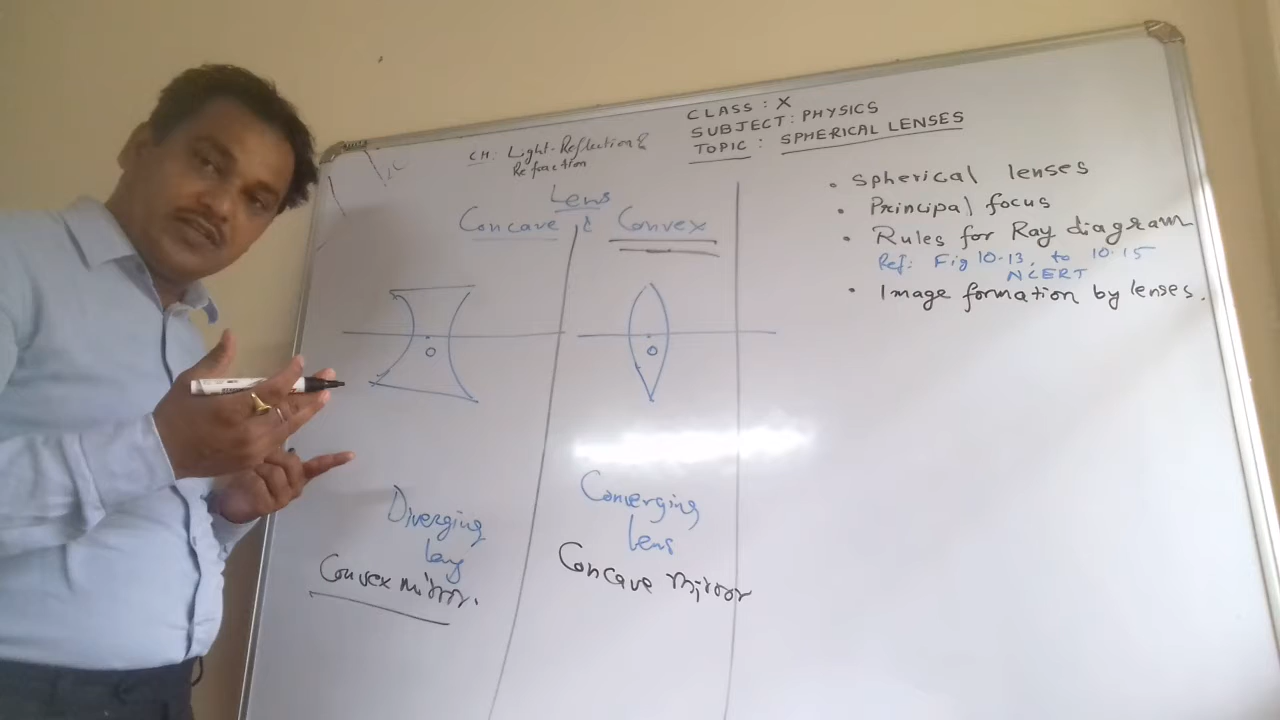 CLASS : X
SUBJECT: PHYSICS
TOPIC : SPHERICAL LENSES
CH: Light-Reflection &
Refraction
Lens
Concave & Convex
O
O
Diverging
Converging
lens
Convex mirror.
Concave Mirror
• Spherical lenses
• Principal focus
• Rules for Ray diagram
Ref: Fig 10.13, to 10.15
NCERT
• Image formation by lenses.